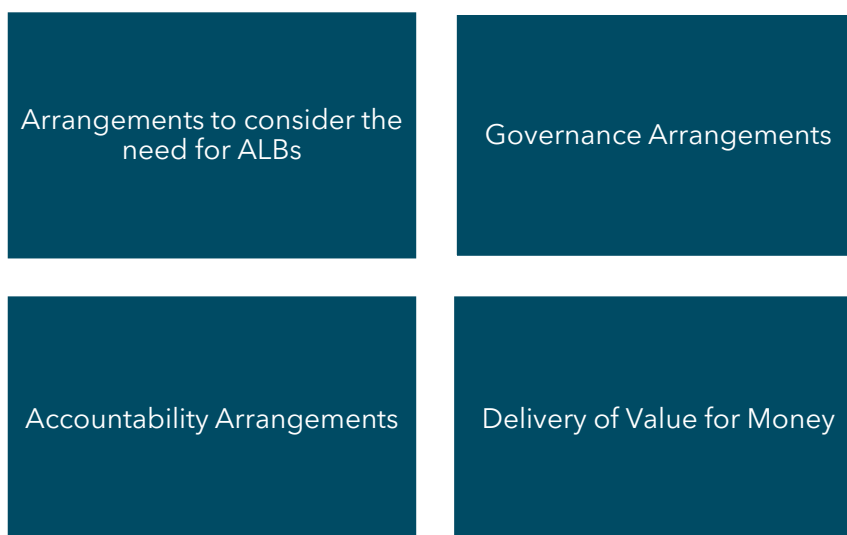 Arrangements to consider the
need for ALBs
Governance Arrangements
Accountability Arrangements
Delivery of Value for Money